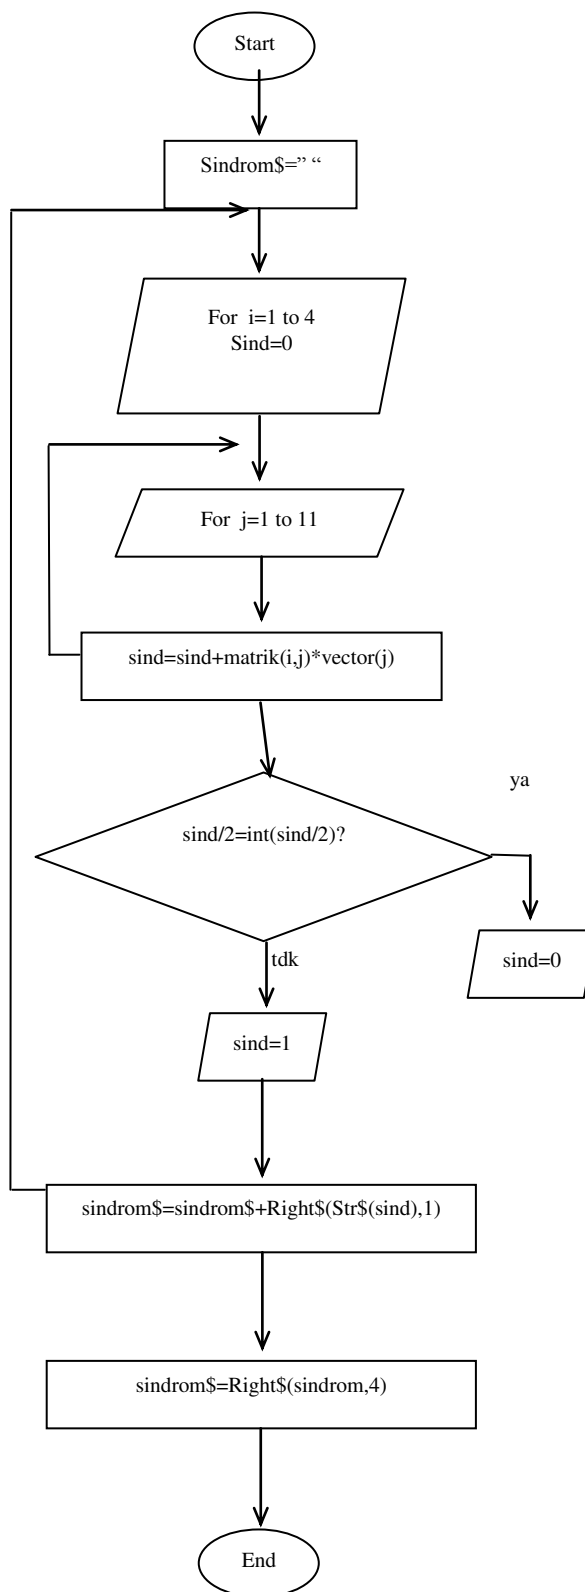 Start
Sindrom$=” “
For i=1 to 4
Sind=0
For j=1 to 11
sind=sind+matrik(i,j)*vector(j)
ya
sind/2=int(sind/2)?
tdk
sind=0
sind=1
sindrom$=sindrom$+Right$(Str$(sind),1)
sindrom$=Right$(sindrom,4)
End